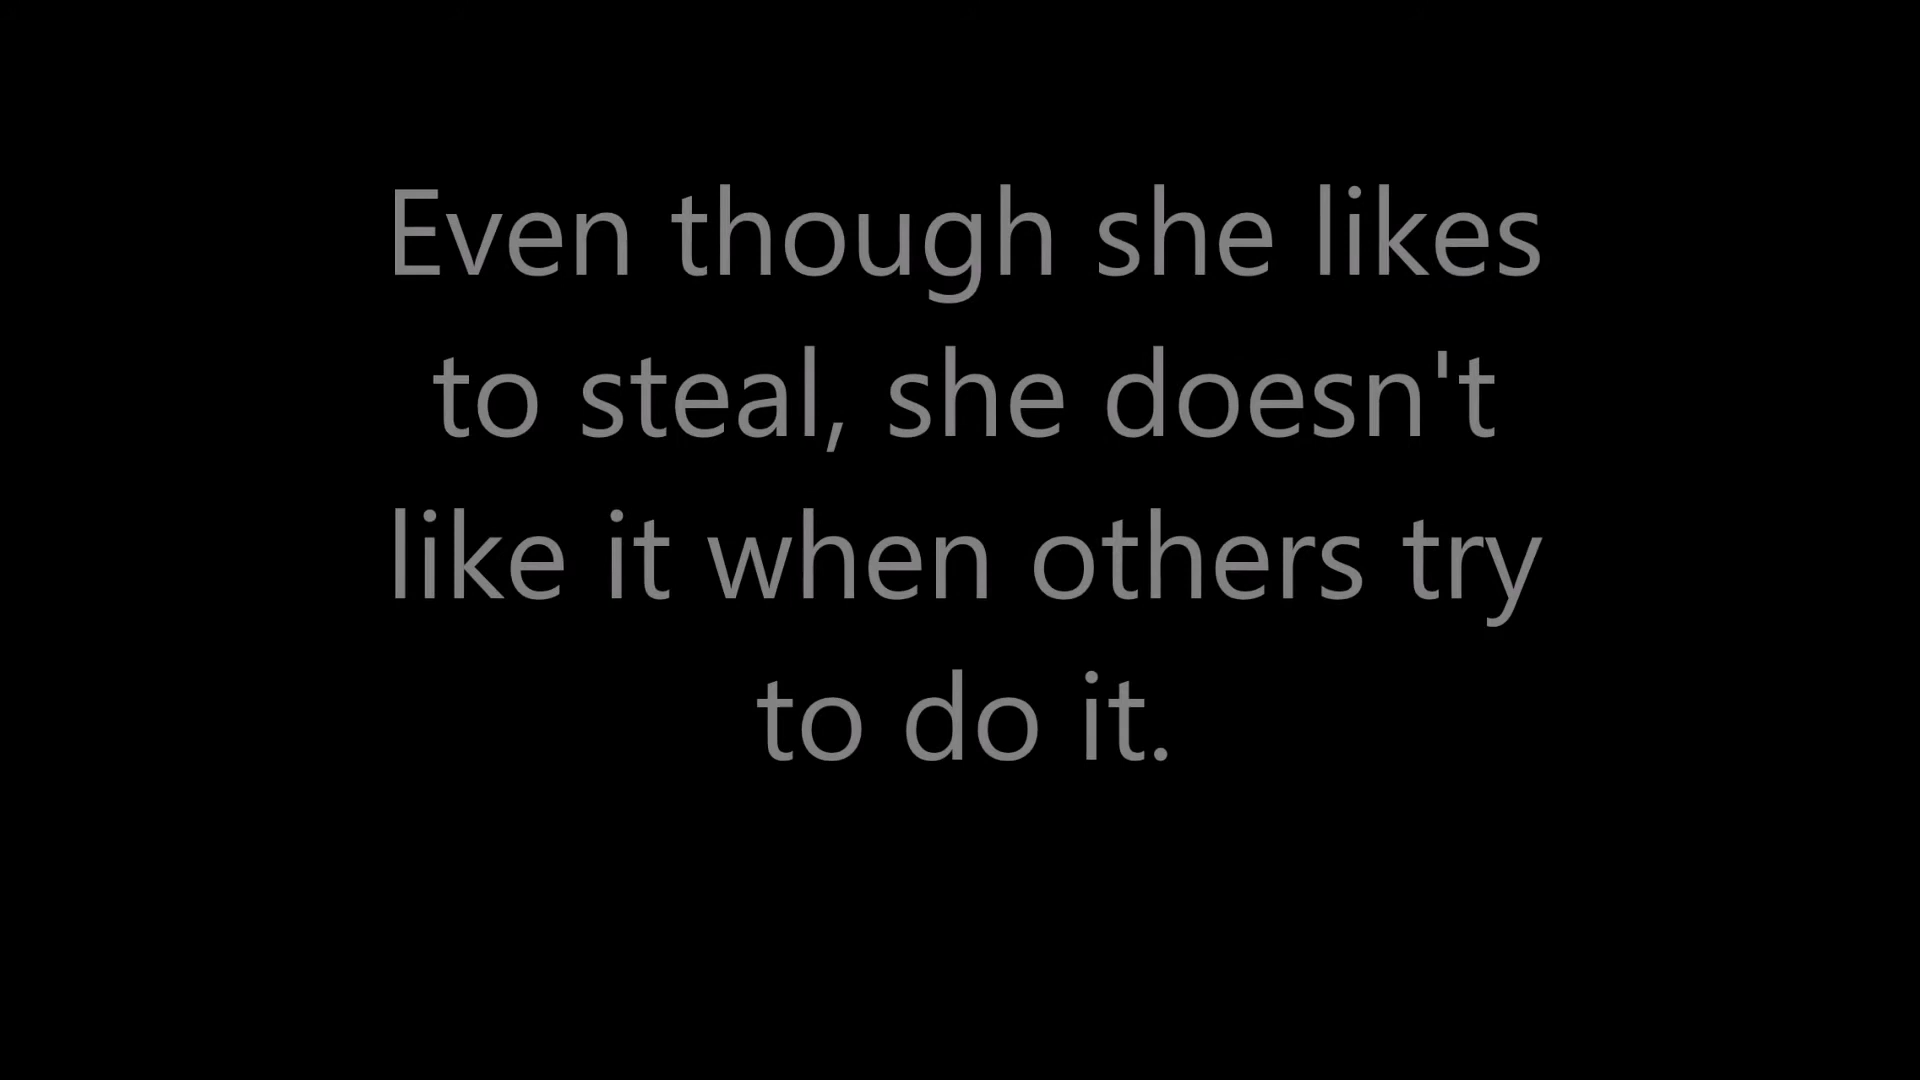 Even though she likes
to steal, she doesn't
like it when others try
to do it.